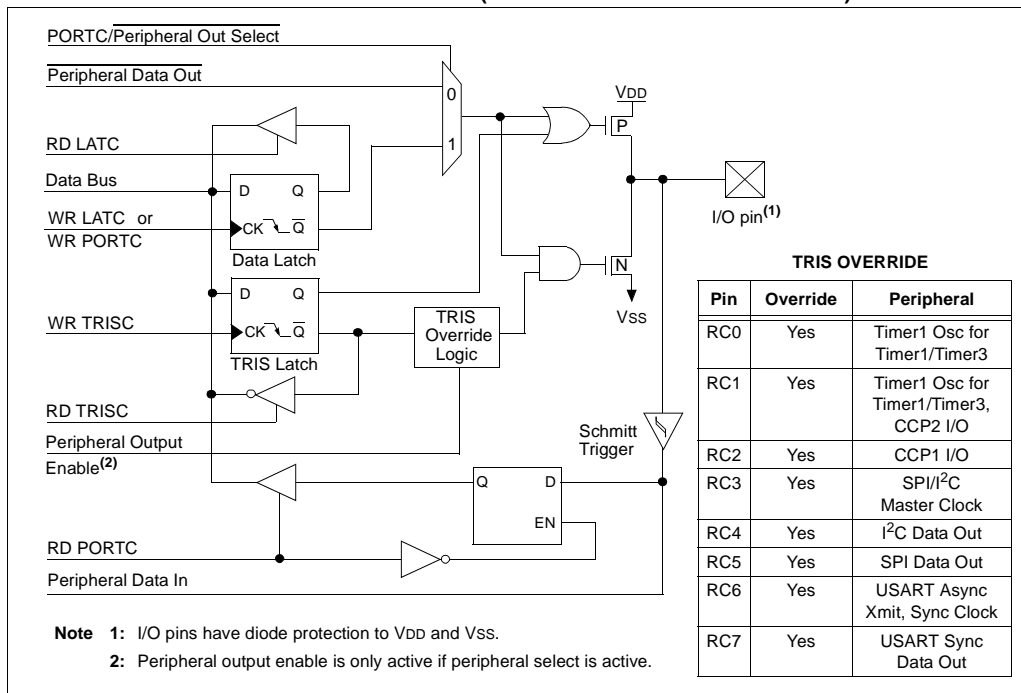 PORTC/Peripheral Out Select
Peripheral Data Out
0
1
VDD
P
RD LATC
Data Bus
D Q
WR LATC or
WR PORTC
CK Q
Data Latch
I/O pin(1)
N
VSS
D Q
WR TRISC
CK Q
TRIS Latch
TRIS
Override
Logic
RD TRISC
Peripheral Output
Enable(2)
Schmitt
Trigger
Q D
EN
RD PORTC
Peripheral Data In
TRIS OVERRIDE
Pin Override Peripheral
RC0 Yes Timer1 Osc for
Timer1/Timer3
RC1 Yes Timer1 Osc for
Timer1/Timer3,
CCP2 I/O
RC2 Yes CCP1 I/O
RC3 Yes SPI/I2C
Master Clock
RC4 Yes I2C Data Out
RC5 Yes SPI Data Out
RC6 Yes USART Async
Xmit, Sync Clock
RC7 Yes USART Sync
Data Out
Note 1: I/O pins have diode protection to VDD and VSS.
2: Peripheral output enable is only active if peripheral select is active.